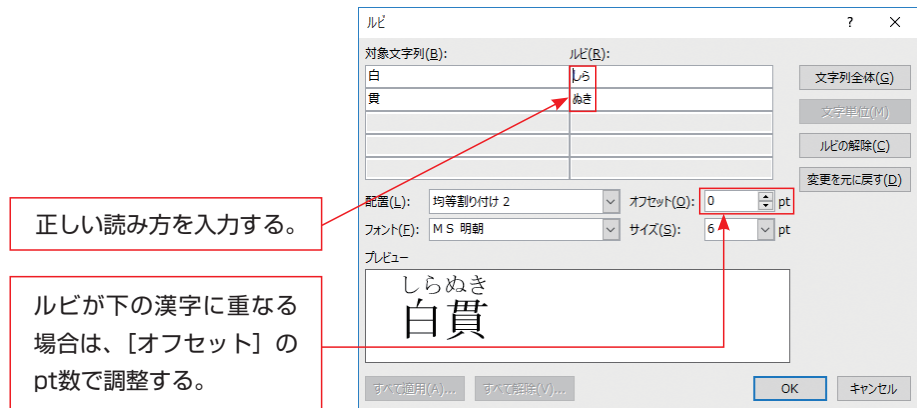 ルビ ? ×
対象文字列(B): ルビ(R):
白 しら 文字列全体(G)
貫 ぬき 文字単位(M)
ルビの解除(C)
変更を元に戻す(D)
配置(L): 均等割り付け 2 オフセット(O): 0 pt
フォント(F): ＭＳ 明朝 サイズ(S): 6 pt
プレビュー
しらぬき
白貫
すべて適用(A)... すべて解除(V)... OK キャンセル
正しい読み方を入力する。
ルビが下の漢字に重なる
場合は、［オフセット］の
pt数で調整する。